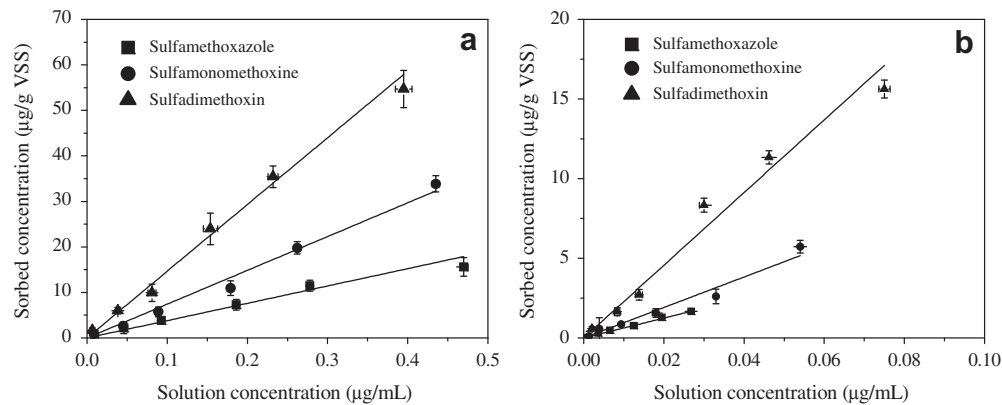 a
Sulfamethoxazole
Sulfamonomethoxine
Sulfadimethoxin
Sorbed concentration (µg/g VSS)
70
60
50
40
30
20
10
0
0.0 0.1 0.2 0.3 0.4 0.5
Solution concentration (µg/mL)
b
Sulfamethoxazole
Sulfamonomethoxine
Sulfadimethoxin
Sorbed concentration (µg/g VSS)
20
15
10
5
0
0.00 0.02 0.04 0.06 0.08 0.10
Solution concentration (µg/mL)